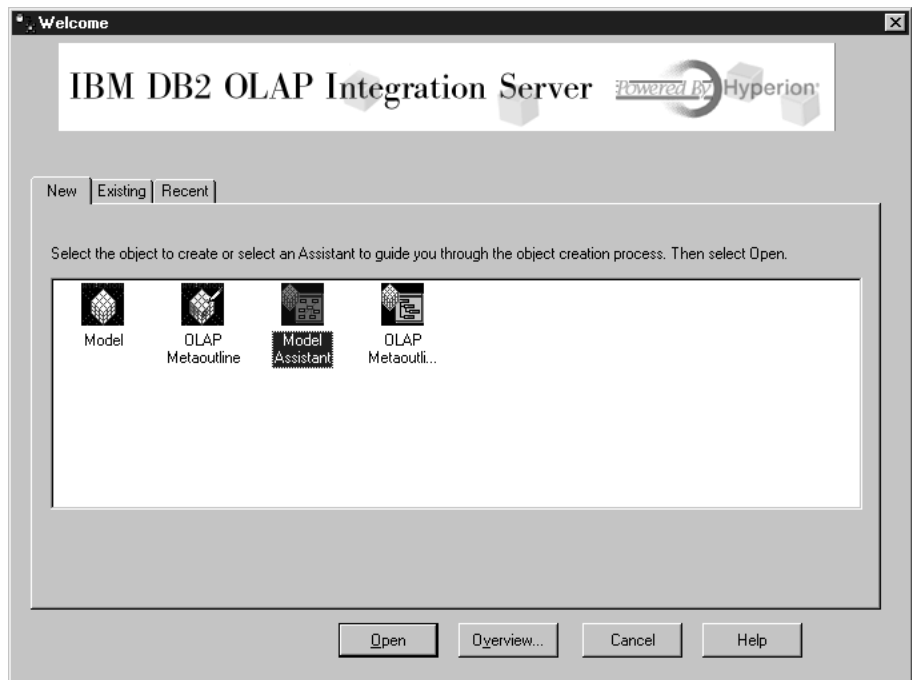 Welcome
IBM DB2 OLAP Integration Server Powered By Hyperion
New Existing Recent
Select the object to create or select an Assistant to guide you through the object creation process. Then select Open.
Model
OLAP
Metaoutline
Model
Assistant
OLAP
Metaoutli...
Open Overview... Cancel Help